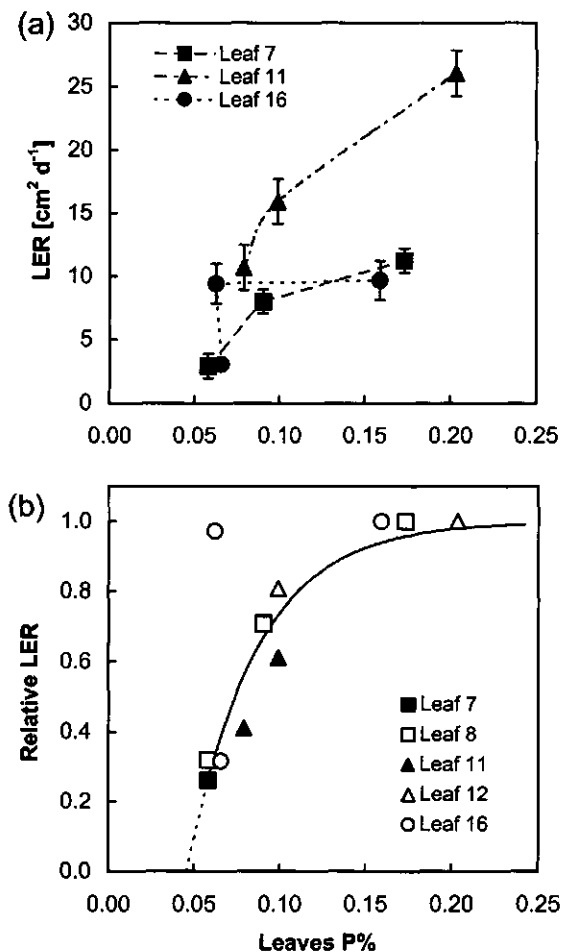 (a)
30
25
20
15
10
5
0
LER [cm² d⁻¹]
Leaf 7
Leaf 11
Leaf 16
0.00 0.05 0.10 0.15 0.20 0.25
(b)
1.0
0.8
0.6
0.4
0.2
0.0
Relative LER
Leaf 7
Leaf 8
Leaf 11
Leaf 12
Leaf 16
0.00 0.05 0.10 0.15 0.20 0.25
Leaves P%